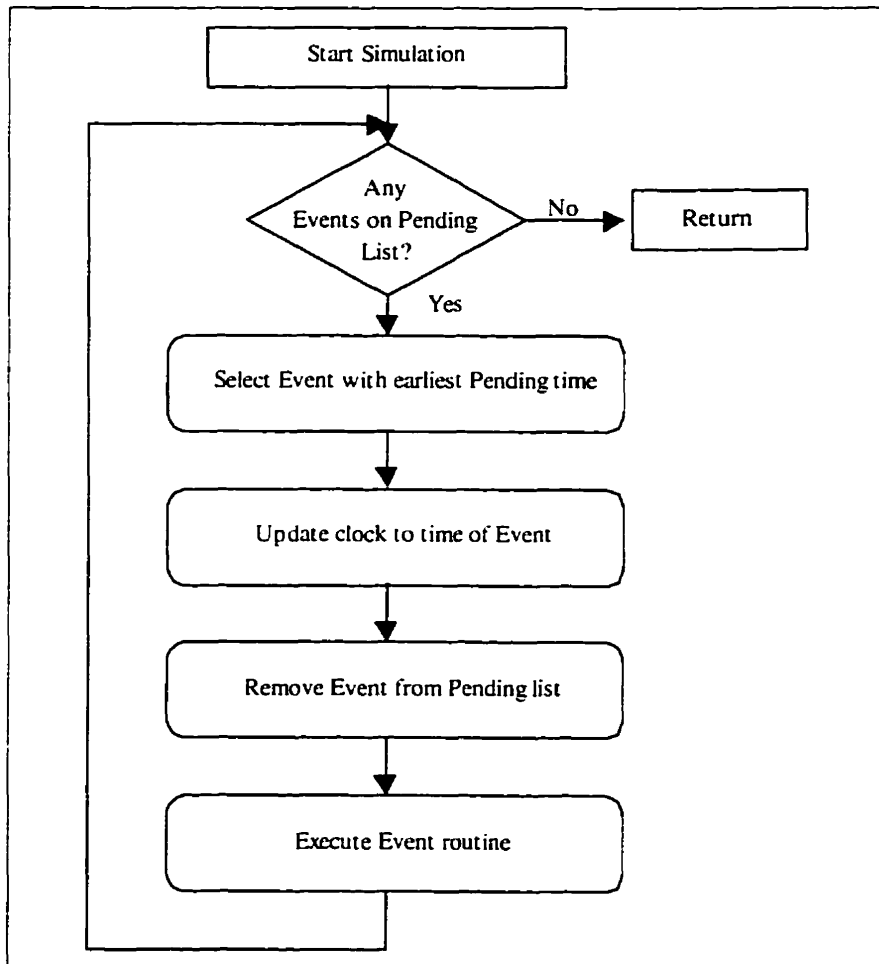 Start Simulation
Any
Events on Pending
List?
No
Return
Yes
Select Event with earliest Pending time
Update clock to time of Event
Remove Event from Pending list
Execute Event routine